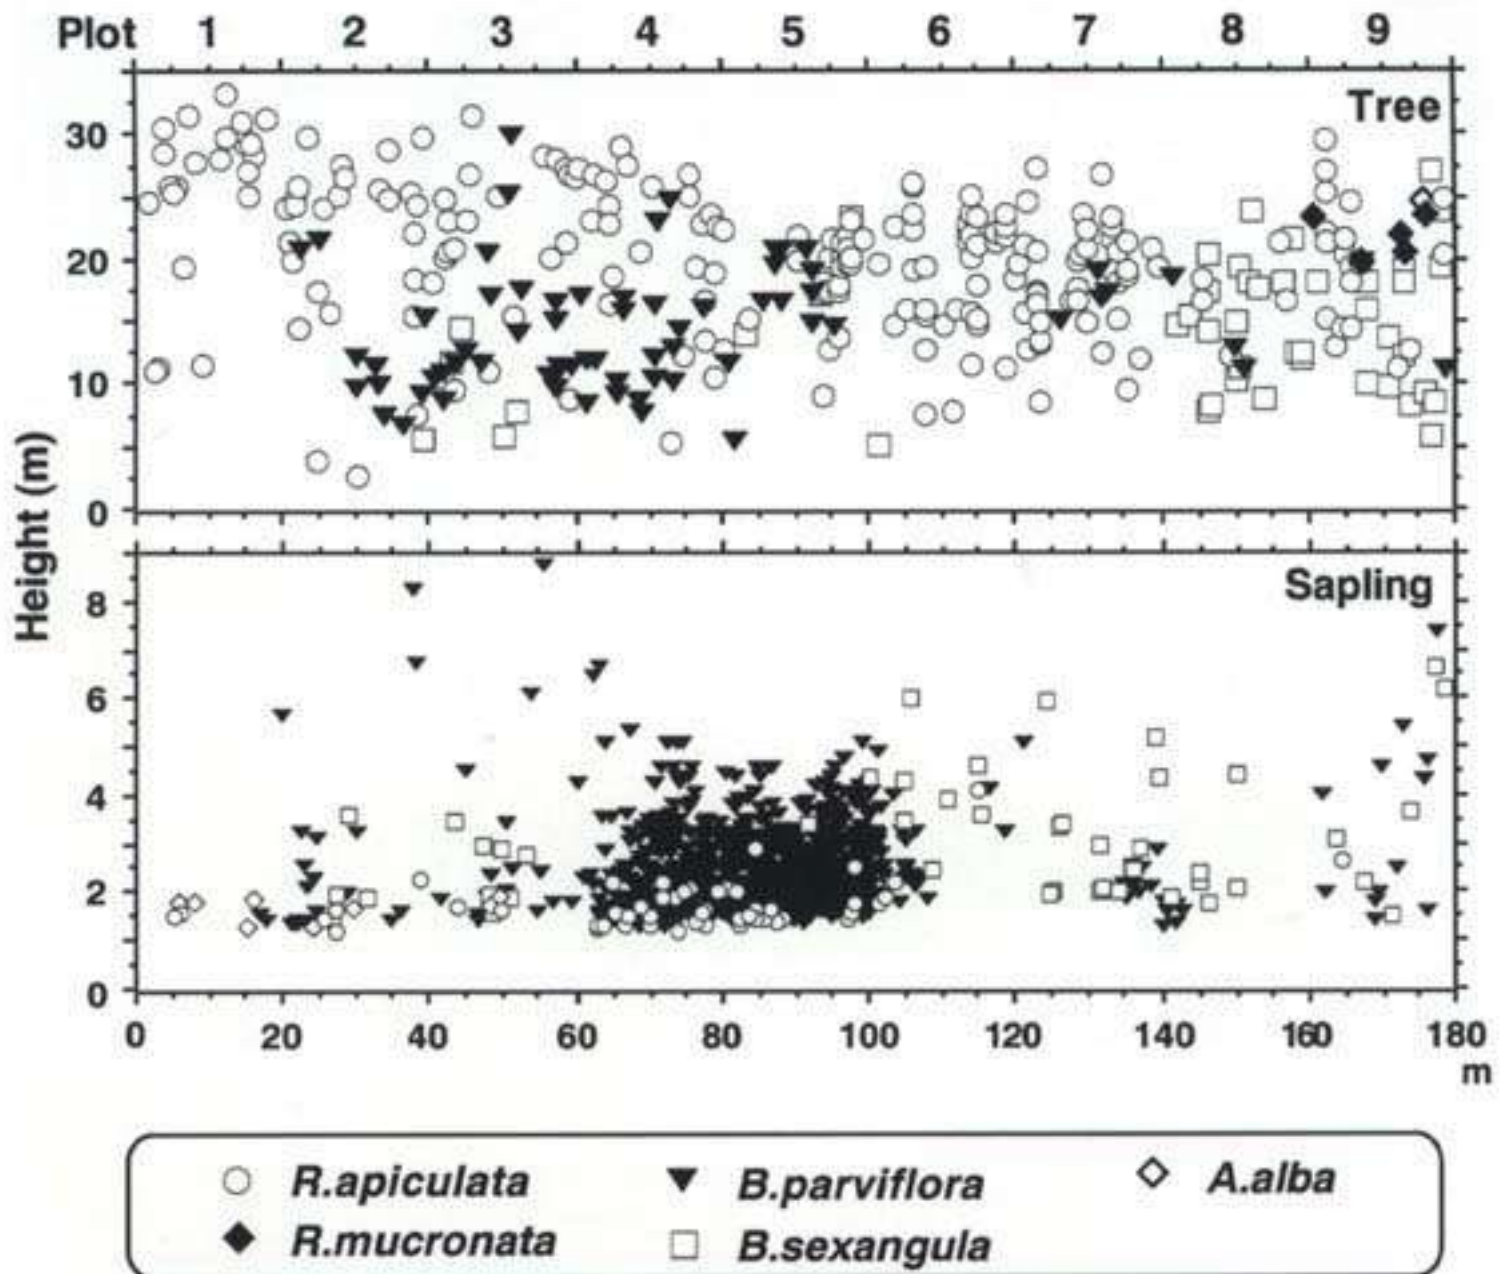 Plot 1 2 3 4 5 6 7 8 9
Tree
30
20
10
0
Height (m)
Sapling
8
6
4
2
0
0 20 40 60 80 100 120 140 160 180
m
R.apiculata B.parviflora A.alba
R.mucronata B.sexangula